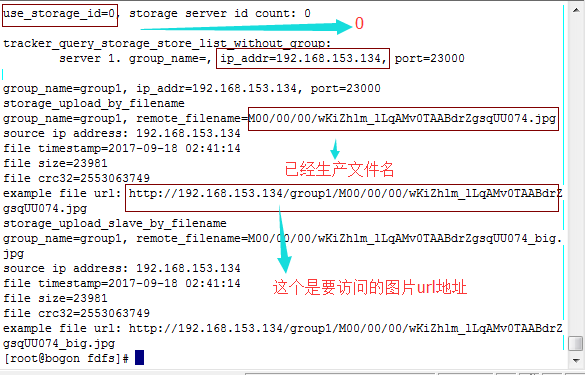 use_storage_id=0, storage server id count: 0
0
tracker_query_storage_store_list_without_group:
server 1. group_name=, ip_addr=192.168.153.134, port=23000
group_name=group1, ip_addr=192.168.153.134, port=23000
storage_upload_by_filename
group_name=group1, remote_filename=M00/00/00/wKiZhlm_lLqAMv0TAABdrZgsqUU074.jpg
source ip address: 192.168.153.134
file timestamp=2017-09-18 02:41:14
file size=23981
file crc32=2553063749
已经生产文件名
example file url: http://192.168.153.134/group1/M00/00/00/wKiZhlm_lLqAMv0TAABdrZ
gsqUU074.jpg
storage_upload_slave_by_filename
group_name=group1, remote_filename=M00/00/00/wKiZhlm_lLqAMv0TAABdrZgsqUU074_big.
jpg
source ip address: 192.168.153.134
file timestamp=2017-09-18 02:41:14
这个是要访问的图片url地址
file size=23981
file crc32=2553063749
example file url: http://192.168.153.134/group1/M00/00/00/wKiZhlm_lLqAMv0TAABdrZ
gsqUU074_big.jpg
[root@bogon fdfs]#